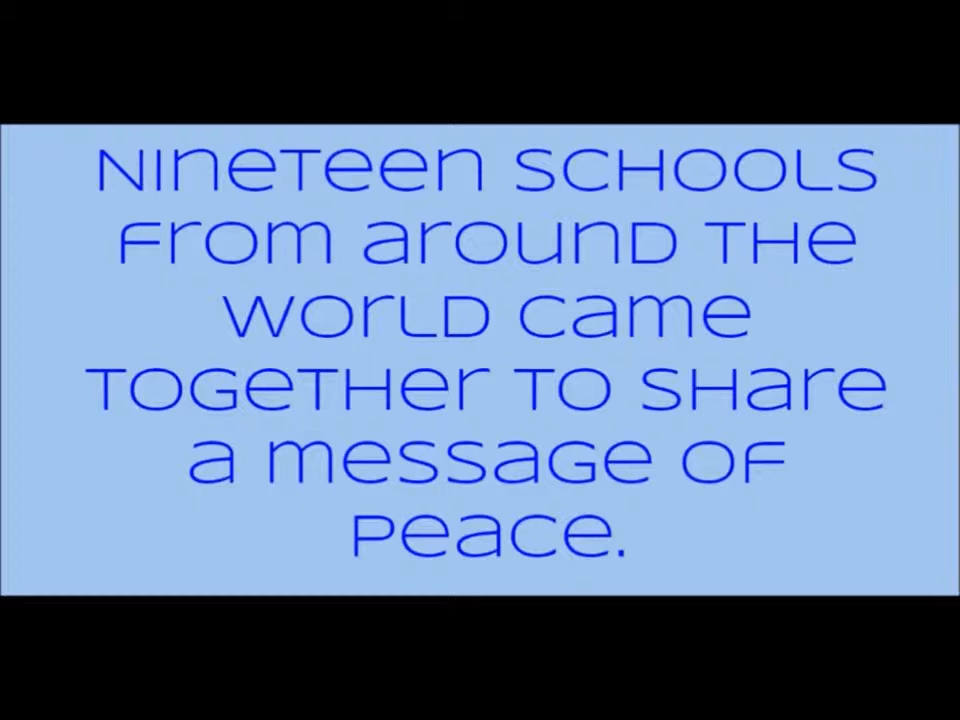 Nineteen schools
from around the
world came
together to share
a message of
peace.